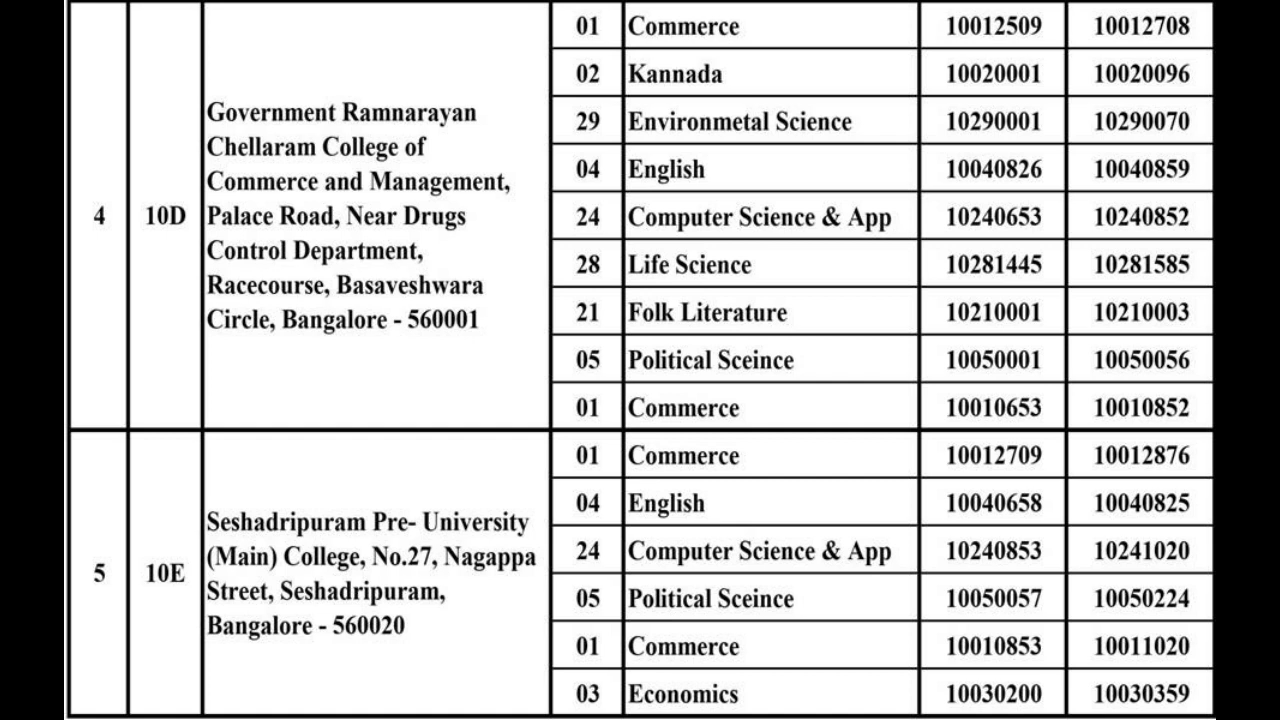 01 Commerce 10012509 10012708
02 Kannada 10020001 10020096
29 Environmetal Science 10290001 10290070
04 English 10040826 10040859
24 Computer Science & App 10240653 10240852
28 Life Science 10281445 10281585
21 Folk Literature 10210001 10210003
05 Political Sceince 10050001 10050056
01 Commerce 10010653 10010852
4 10D
Government Ramnarayan
Chellaram College of
Commerce and Management,
Palace Road, Near Drugs
Control Department,
Racecourse, Basaveshwara
Circle, Bangalore - 560001
01 Commerce 10012709 10012876
04 English 10040658 10040825
24 Computer Science & App 10240853 10241020
05 Political Sceince 10050057 10050224
01 Commerce 10010853 10011020
03 Economics 10030200 10030359
5 10E
Seshadripuram Pre- University
(Main) College, No.27, Nagappa
Street, Seshadripuram,
Bangalore - 560020